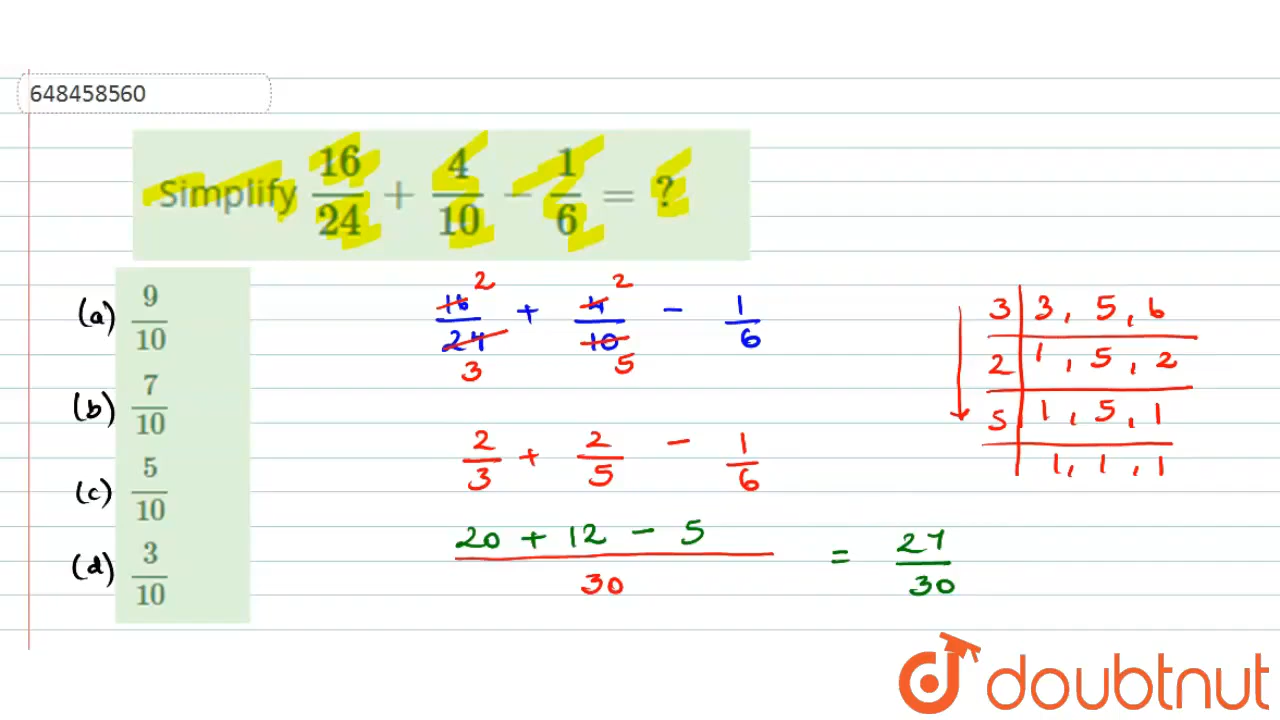 648458560
Simplify 16/24 + 4/10 − 1/6 = ?
(a) 9/10
(b) 7/10
(c) 5/10
(d) 3/10
16/24 + 4/10 − 1/6
2 2
3 5
2/3 + 2/5 − 1/6
20 + 12 − 5 / 30 = 27/30
3 | 3, 5, 6
2 | 1, 5, 2
5 | 1, 5, 1
| 1, 1, 1
doubtnut